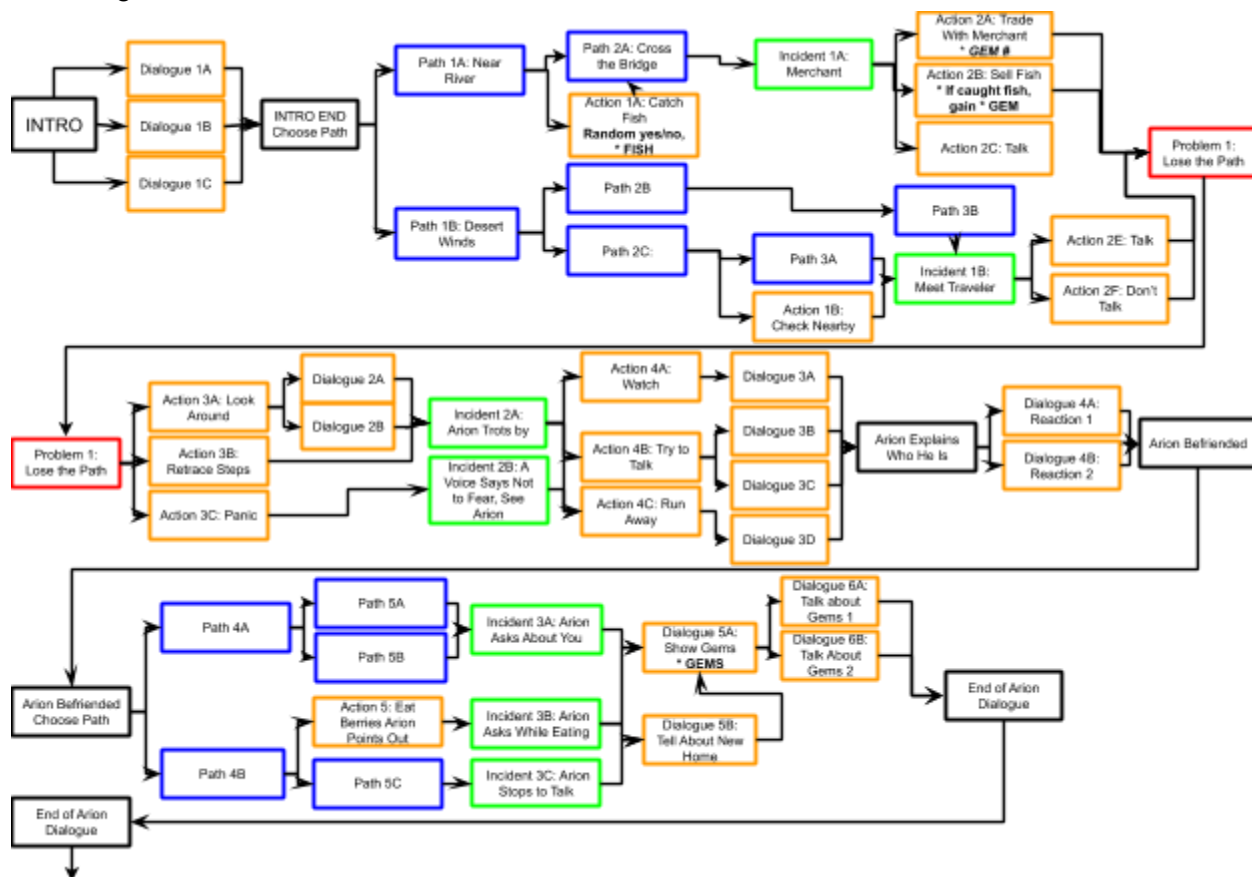 Action 2A: Trade
With Merchant
* GEM #
Path 1A: Near
River
Path 2A: Cross
the Bridge
Incident 1A:
Merchant
Dialogue 1A
Action 2B: Sell Fish
* If caught fish,
gain * GEM
INTRO
Dialogue 1B
INTRO END
Choose Path
Action 1A: Catch
Fish
Random yes/no,
* FISH
Action 2C: Talk
Problem 1:
Lose the Path
Dialogue 1C
Path 2B
Path 1B: Desert
Winds
Path 3B
Action 2E: Talk
Path 2C:
Path 3A
Incident 1B:
Meet Traveler
Action 2F: Don't
Talk
Action 1B:
Check Nearby
Dialogue 2A
Action 4A:
Watch
Dialogue 3A
Action 3A: Look
Around
Dialogue 2B
Incident 2A:
Arion Trots by
Dialogue 4A:
Reaction 1
Problem 1:
Lose the Path
Action 3B:
Retrace Steps
Action 4B: Try to
Talk
Dialogue 3B
Arion Explains
Who He Is
Dialogue 4B:
Reaction 2
Arion Befriended
Incident 2B: A
Voice Says Not
to Fear, See
Arion
Dialogue 3C
Action 3C: Panic
Action 4C: Run
Away
Dialogue 3D
Path 4A
Path 5A
Path 5B
Incident 3A: Arion
Asks About You
Dialogue 5A:
Show Gems
* GEMS
Dialogue 6A:
Talk about
Gems 1
Dialogue 6B:
Talk About
Gems 2
Arion Befriended
Choose Path
End of Arion
Dialogue
Action 5: Eat
Berries Arion
Points Out
Incident 3B: Arion
Asks While Eating
Dialogue 5B:
Tell About New
Home
Path 4B
Path 5C
Incident 3C: Arion
Stops to Talk
End of Arion
Dialogue